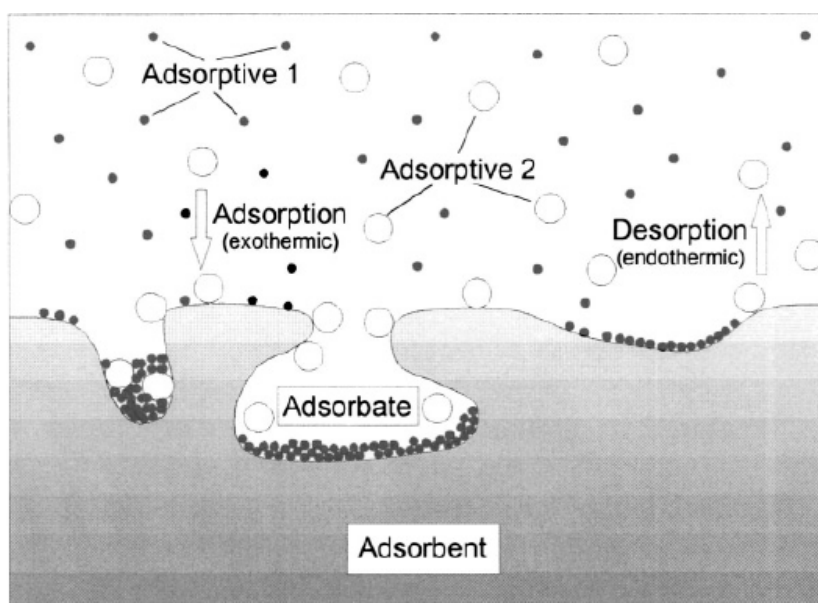 Adsorptive 1
Adsorptive 2
Adsorption
(exothermic)
Desorption
(endothermic)
Adsorbate
Adsorbent